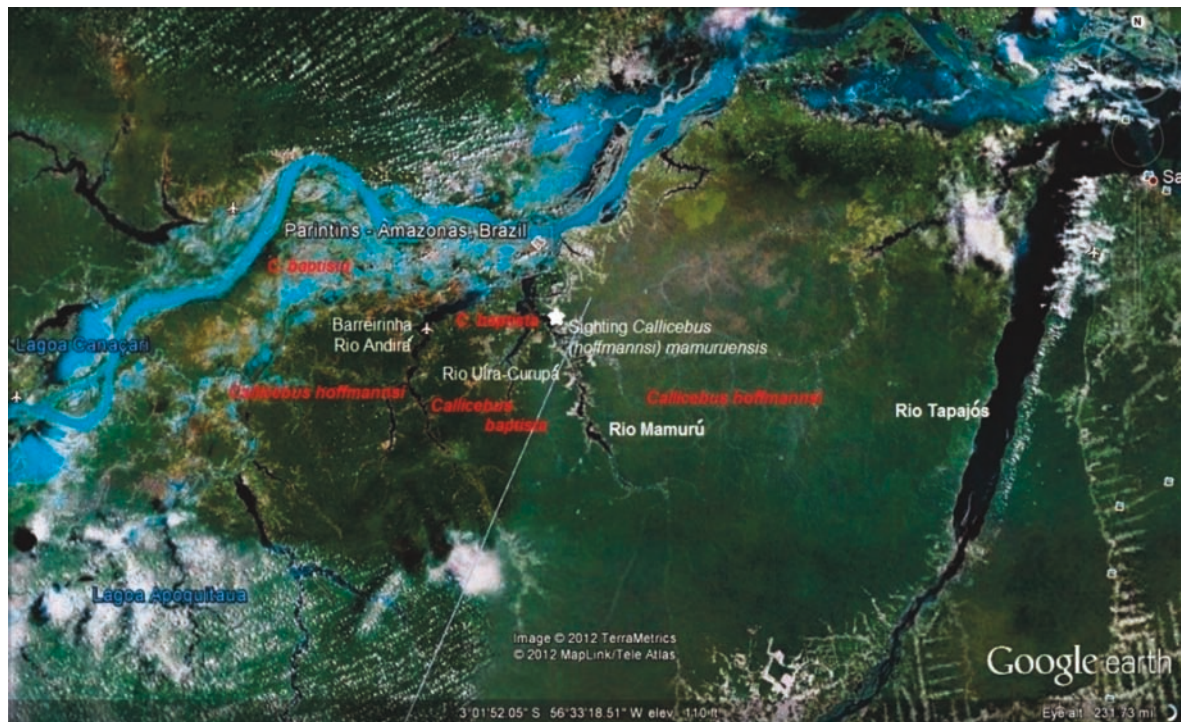 N
Sa
Parintins - Amazonas, Brazil
C. baptista
Barreirinha
Rio Andirá
C. baptista
Sighting Callicebus
(hoffmannsi) mamuruensis
Lagoa Canaçari
Rio Uíra-Curupá
Callicebus hoffmannsi
Callicebus
baptista
Callicebus hoffmannsi
Rio Tapajós
Rio Mamurú
Lagoa Apoquitaua
Image © 2012 TerraMetrics
© 2012 MapLink/Tele Atlas
Google earth
3°01'52.05" S 56°33'18.51" W elev 110 ft
Eye alt 231.73 mi